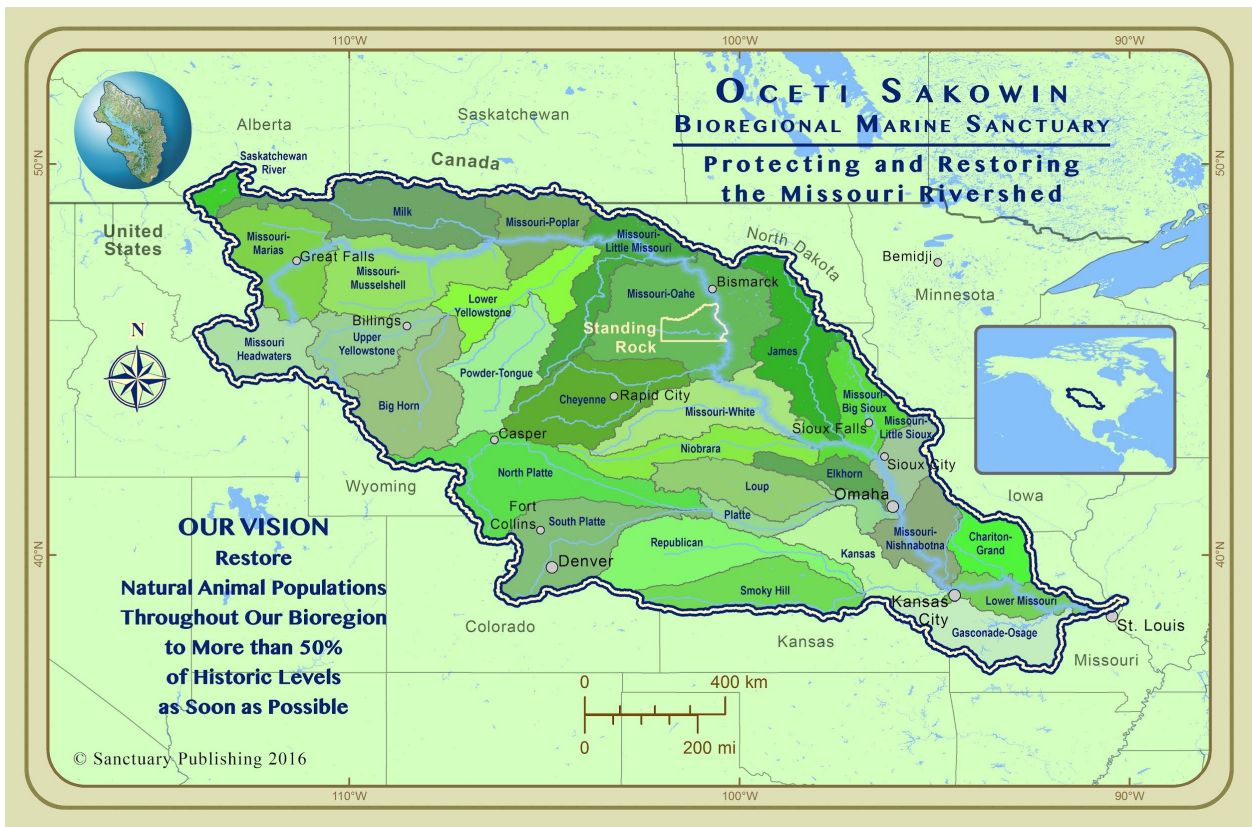 110°W
100°W
90°W
OCETI SAKOWIN
BIOREGIONAL MARINE SANCTUARY
Protecting and Restoring
the Missouri Rivershed
Alberta
Saskatchewan
Canada
50°N
50°N
Saskatchewan
River
United
States
Milk
Missouri-Poplar
Missouri-
Little Missouri
North Dakota
Missouri-
Marias
Great Falls
Missouri-
Musselshell
Bemidji
Minnesota
Missouri-Oahe
Bismarck
Lower
Yellowstone
N
Billings
Upper
Yellowstone
Missouri
Headwaters
Standing
Rock
James
Powder-Tongue
Big Horn
Cheyenne
Rapid City
Missouri-White
Missouri-
Big Sioux
Sioux Falls
Missouri-
Little Sioux
Casper
Niobrara
Sioux City
North Platte
Elkhorn
Loup
Omaha
Iowa
Wyoming
Fort
Collins
South Platte
Platte
OUR VISION
Restore
Natural Animal Populations
Throughout Our Bioregion
to More than 50%
of Historic Levels
as Soon as Possible
Republican
Missouri-
Nishnabotna
Chariton-
Grand
Kansas
40°N
40°N
Denver
Smoky Hill
Kansas
City
Lower Missouri
Gasconade-Osage
St. Louis
Colorado
Kansas
Missouri
0
400 km
0
200 mi
© Sanctuary Publishing 2016
110°W
100°W
90°W